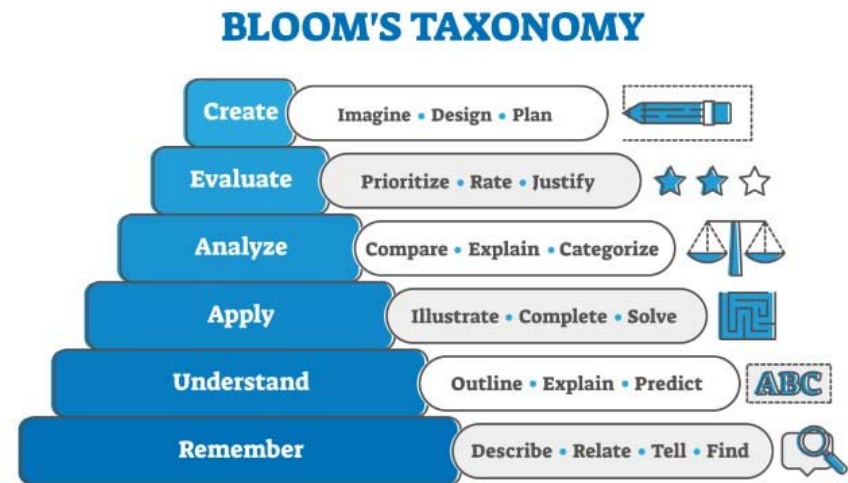 BLOOM'S TAXONOMY
Create Imagine • Design • Plan
Evaluate Prioritize • Rate • Justify
Analyze Compare • Explain • Categorize
Apply Illustrate • Complete • Solve
Understand Outline • Explain • Predict ABC
Remember Describe • Relate • Tell • Find